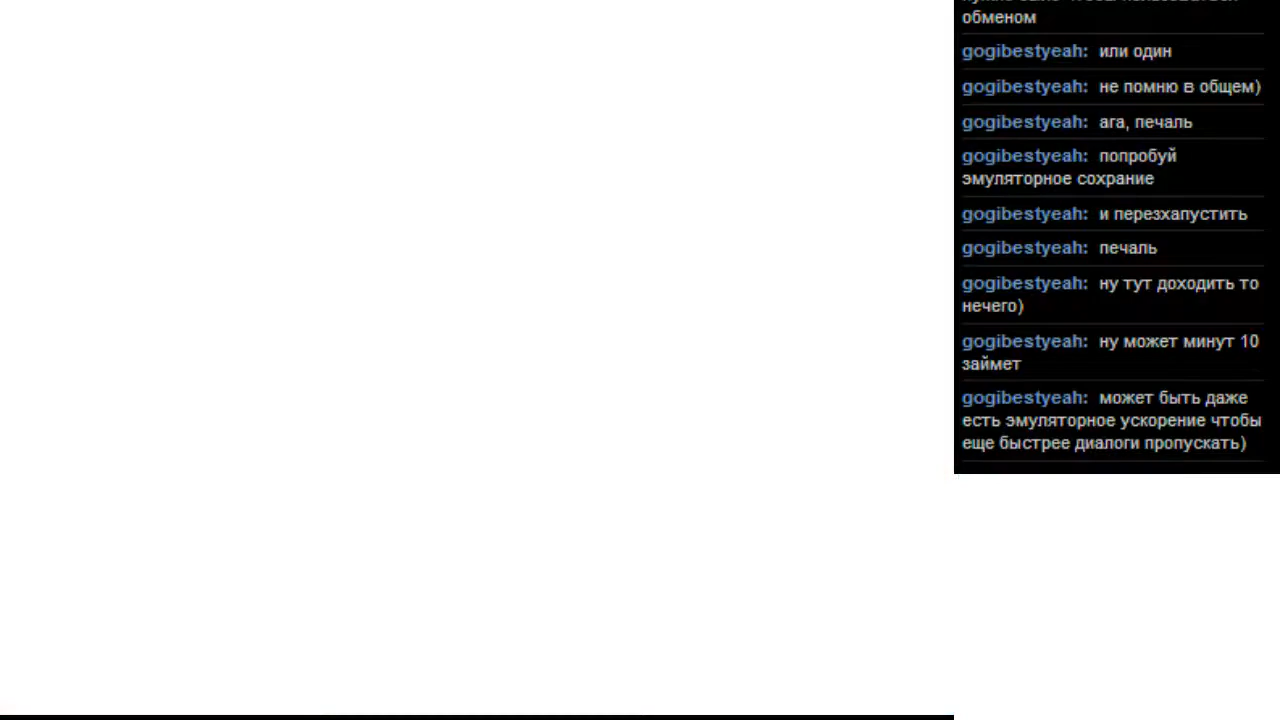 обменом
gogibestyeah: или один
gogibestyeah: не помню в общем)
gogibestyeah: ага, печаль
gogibestyeah: попробуй
эмуляторное сохрание
gogibestyeah: и перезхапустить
gogibestyeah: печаль
gogibestyeah: ну тут доходить то
нечего)
gogibestyeah: ну может минут 10
займет
gogibestyeah: может быть даже
есть эмуляторное ускорение чтобы
еще быстрее диалоги пропускать)